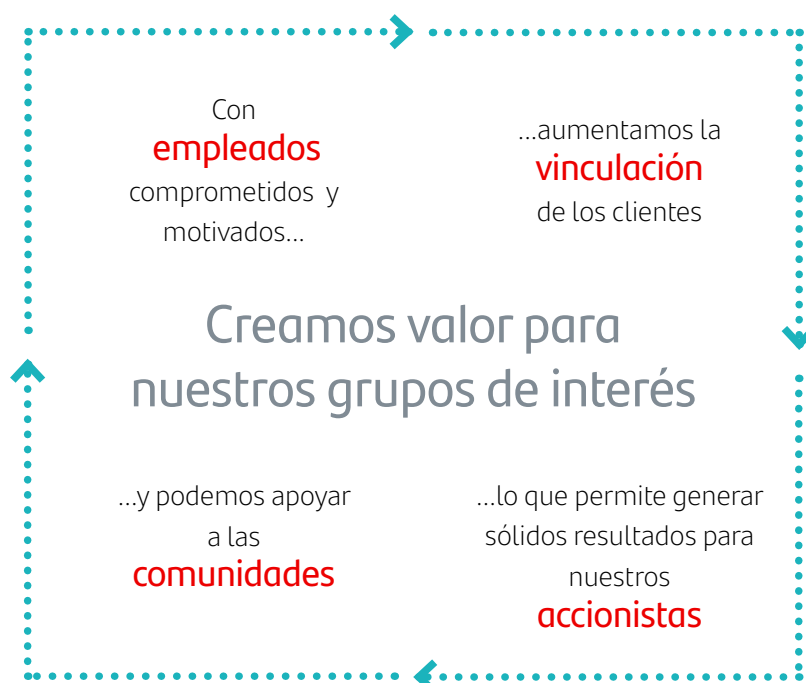 Con
empleados
comprometidos y
motivados...
...aumentamos la
vinculación
de los clientes
Creamos valor para
nuestros grupos de interés
...y podemos apoyar
a las
comunidades
...lo que permite generar
sólidos resultados para
nuestros
accionistas